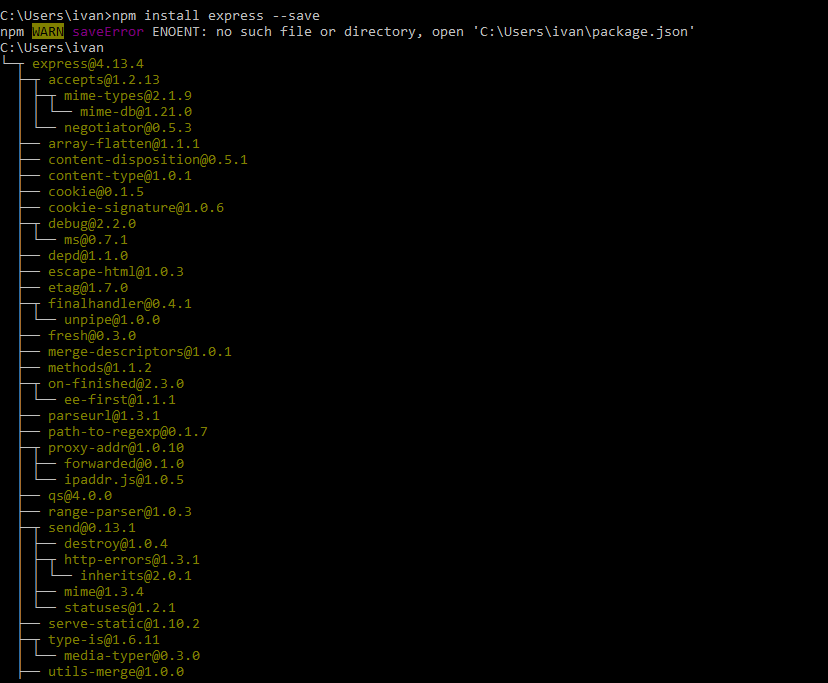 C:\Users\ivan>npm install express --save
npm WARN saveError ENOENT: no such file or directory, open 'C:\Users\ivan\package.json'
C:\Users\ivan
└─┬ express@4.13.4
  ├─┬ accepts@1.2.13
  │ ├─┬ mime-types@2.1.9
  │ │ └── mime-db@1.21.0
  │ └── negotiator@0.5.3
  ├── array-flatten@1.1.1
  ├── content-disposition@0.5.1
  ├── content-type@1.0.1
  ├── cookie@0.1.5
  ├── cookie-signature@1.0.6
  ├─┬ debug@2.2.0
  │ └── ms@0.7.1
  ├── depd@1.1.0
  ├── escape-html@1.0.3
  ├── etag@1.7.0
  ├─┬ finalhandler@0.4.1
  │ └── unpipe@1.0.0
  ├── fresh@0.3.0
  ├── merge-descriptors@1.0.1
  ├── methods@1.1.2
  ├─┬ on-finished@2.3.0
  │ └── ee-first@1.1.1
  ├── parseurl@1.3.1
  ├── path-to-regexp@0.1.7
  ├─┬ proxy-addr@1.0.10
  │ ├── forwarded@0.1.0
  │ └── ipaddr.js@1.0.5
  ├── qs@4.0.0
  ├── range-parser@1.0.3
  ├─┬ send@0.13.1
  │ ├── destroy@1.0.4
  │ ├─┬ http-errors@1.3.1
  │ │ └── inherits@2.0.1
  │ ├── mime@1.3.4
  │ └── statuses@1.2.1
  ├── serve-static@1.10.2
  ├─┬ type-is@1.6.11
  │ └── media-typer@0.3.0
  ├── utils-merge@1.0.0